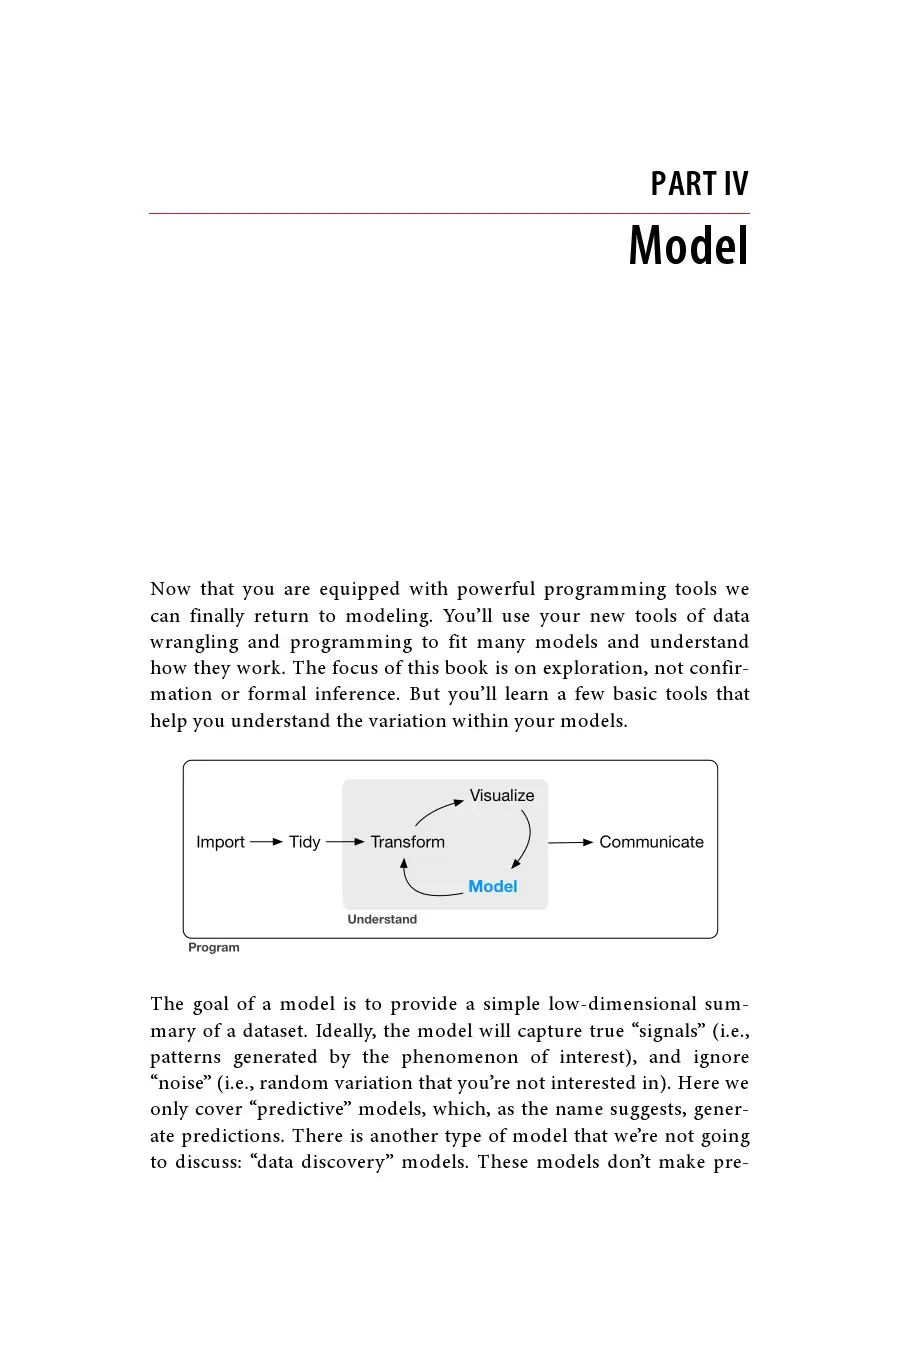 PART IV
Model
Now that you are equipped with powerful programming tools we
can finally return to modeling. You’ll use your new tools of data
wrangling and programming to fit many models and understand
how they work. The focus of this book is on exploration, not confir-
mation or formal inference. But you’ll learn a few basic tools that
help you understand the variation within your models.
Visualize
Import
Tidy
Transform
Communicate
Model
Understand
Program
The goal of a model is to provide a simple low-dimensional sum-
mary of a dataset. Ideally, the model will capture true “signals” (i.e.,
patterns generated by the phenomenon of interest), and ignore
“noise” (i.e., random variation that you’re not interested in). Here we
only cover “predictive” models, which, as the name suggests, gener-
ate predictions. There is another type of model that we’re not going
to discuss: “data discovery” models. These models don’t make pre-